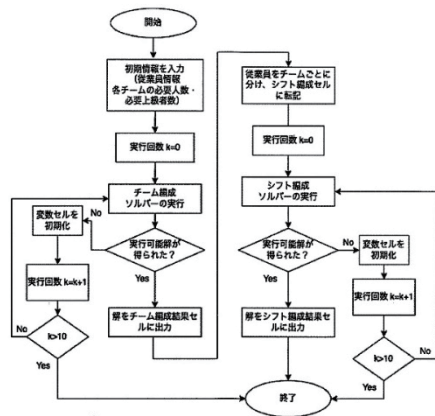 開始
初期情報を入力
(従業員情報
各チームの必要人数・
必要上級者数)
実行回数 k=0
チーム編成
ソルバーの実行
No
変数セルを
初期化
実行可能解が
得られた?
実行回数 k=k+1
Yes
解をチーム編成結果セ
ルに出力
k>10
No
Yes
従業員をチームごとに
分け、シフト編成セル
に転記
実行回数 k=0
シフト編成
ソルバーの実行
実行可能解が
得られた?
No
変数セルを
初期化
Yes
実行回数 k=k+1
解をシフト編成結果セ
ルに出力
k>10
No
Yes
終了